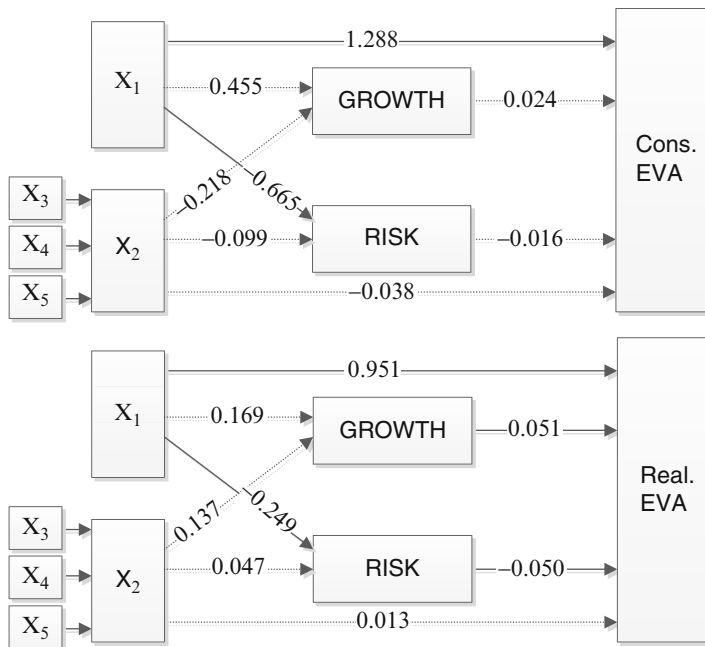 1.288
X₁
0.455
GROWTH
0.024
Cons.
EVA
–0.218
–0.665
X₃
X₄
X₅
X₂
–0.099
RISK
–0.016
–0.038
0.951
X₁
0.169
GROWTH
0.051
Real.
EVA
0.137
–0.249
X₃
X₄
X₅
X₂
0.047
RISK
–0.050
0.013